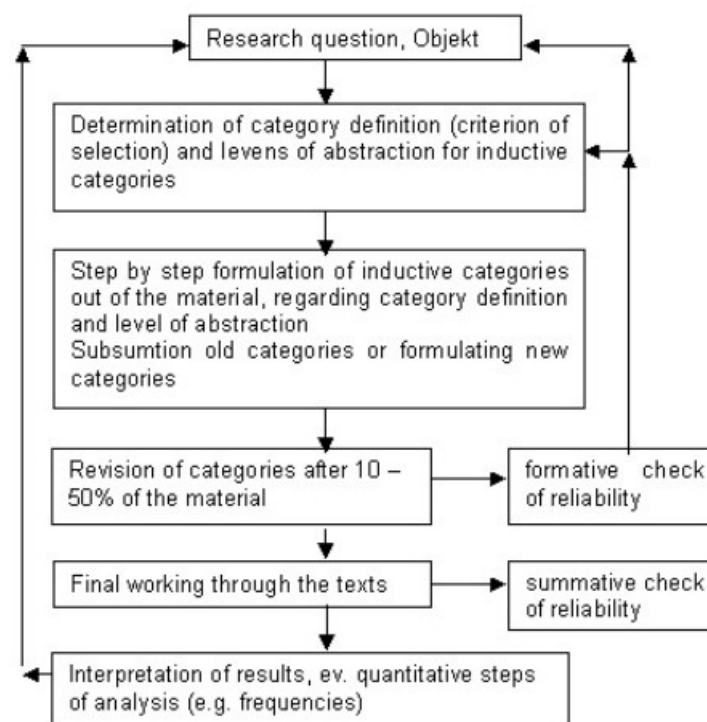 Research question, Objekt
Determination of category definition (criterion of
selection) and levens of abstraction for inductive
categories
Step by step formulation of inductive categories
out of the material, regarding category definition
and level of abstraction
Subsumtion old categories or formulating new
categories
Revision of categories after 10 –
50% of the material
formative check
of reliability
Final working through the texts
summative check
of reliability
Interpretation of results, ev. quantitative steps
of analysis (e.g. frequencies)